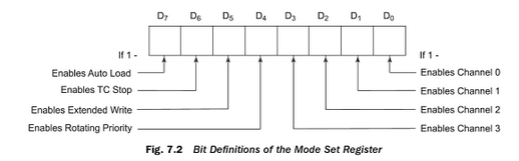 D7 D6 D5 D4 D3 D2 D1 D0
If 1 - If 1 -
Enables Auto Load Enables Channel 0
Enables TC Stop Enables Channel 1
Enables Extended Write Enables Channel 2
Enables Rotating Priority Enables Channel 3
Fig. 7.2 Bit Definitions of the Mode Set Register